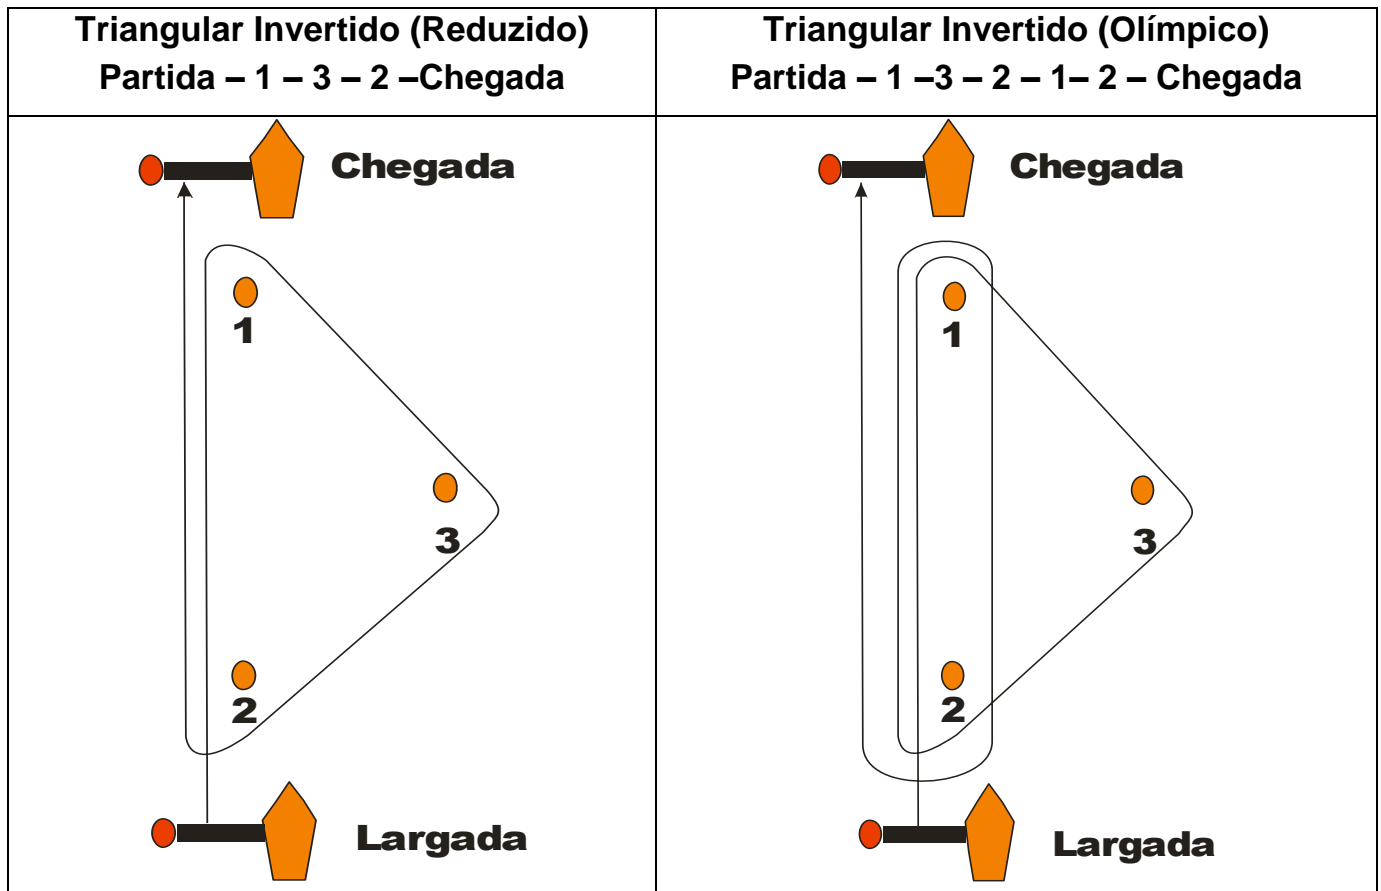 Triangular Invertido (Reduzido)
Partida – 1 – 3 – 2 –Chegada
Triangular Invertido (Olímpico)
Partida – 1 –3 – 2 – 1– 2 – Chegada
Chegada
1
3
2
Largada
Chegada
1
3
2
Largada